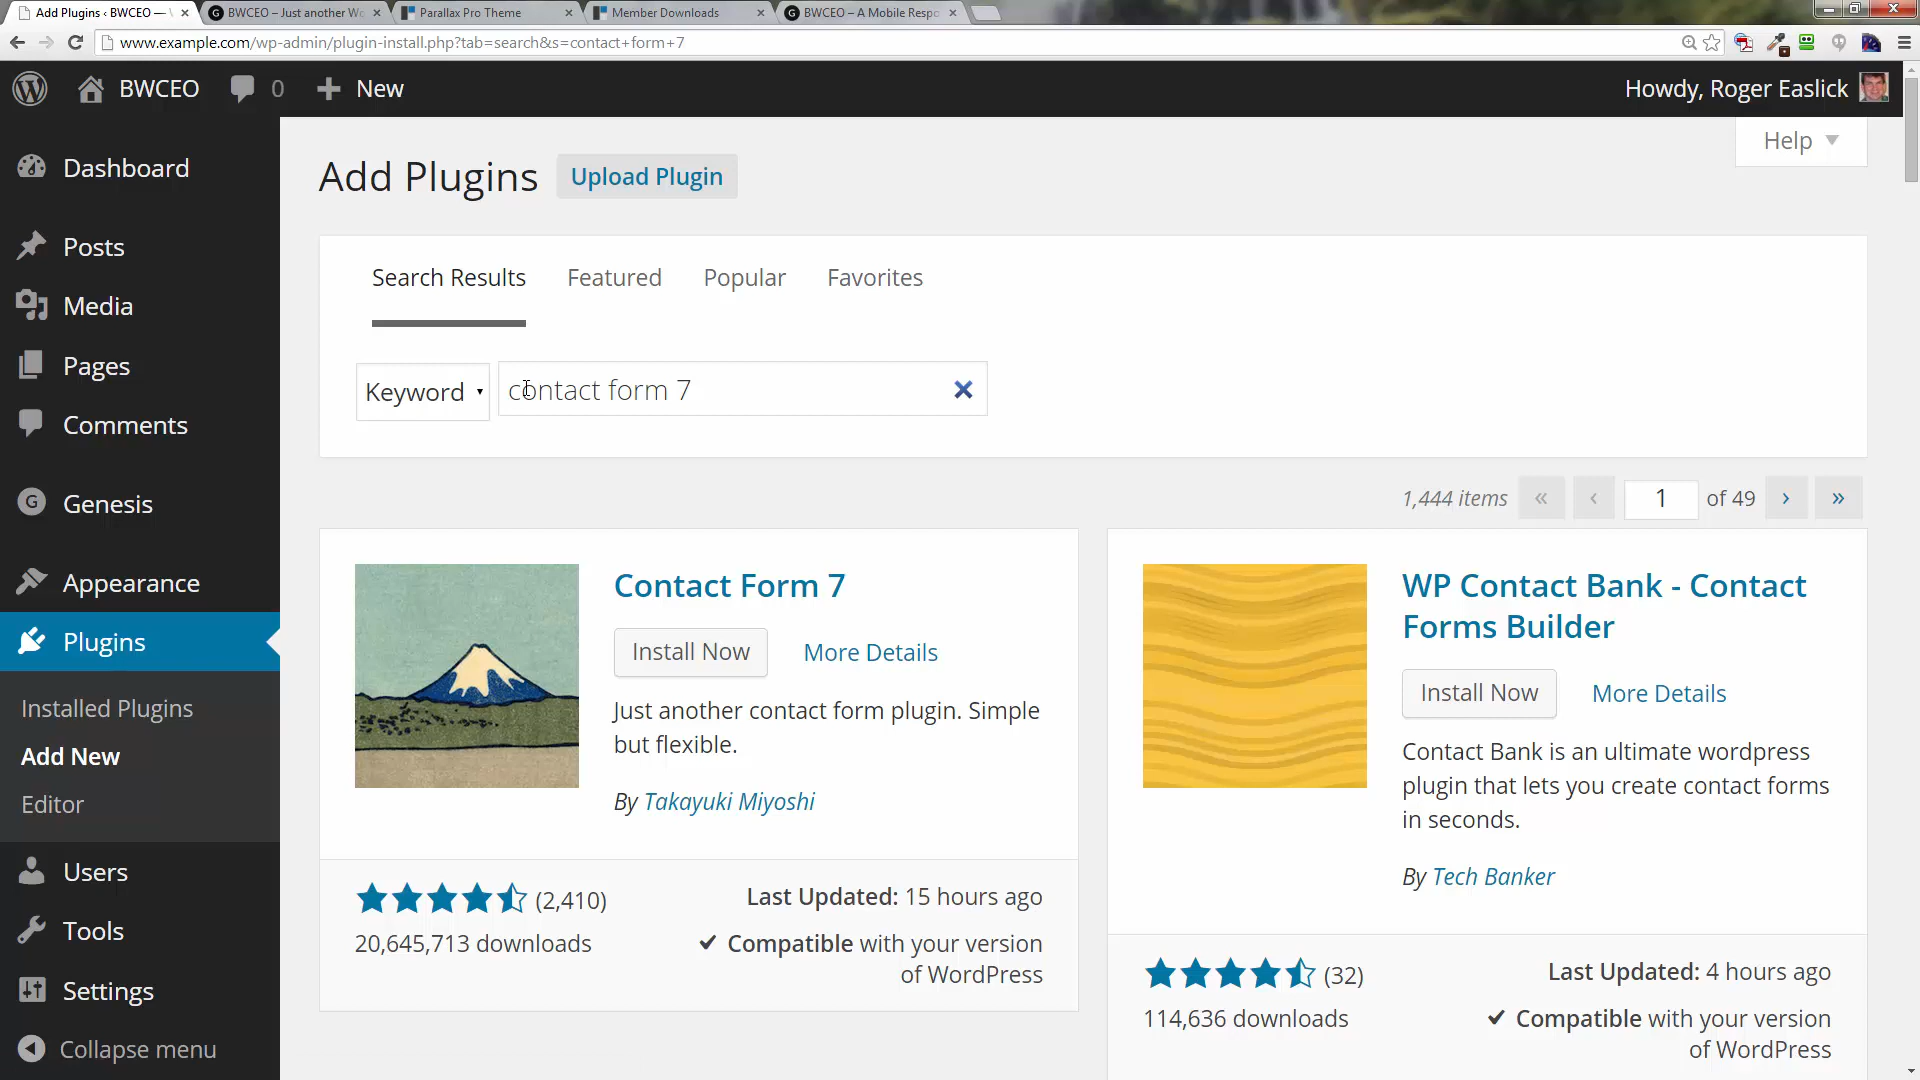 Add Plugins ‹ BWCEO —
BWCEO – Just another Wo
Parallax Pro Theme
Member Downloads
BWCEO – A Mobile Respo
www.example.com/wp-admin/plugin-install.php?tab=search&s=contact+form+7
BWCEO
0
New
Howdy, Roger Easlick
Help
Dashboard
Posts
Media
Pages
Comments
Genesis
Appearance
Plugins
Installed Plugins
Add New
Editor
Users
Tools
Settings
Collapse menu
Add Plugins
Upload Plugin
Search Results
Featured
Popular
Favorites
Keyword
contact form 7
1,444 items
«
‹
1
of 49
›
»
Contact Form 7
Install Now
More Details
Just another contact form plugin. Simple
but flexible.
By Takayuki Miyoshi
(2,410)
Last Updated: 15 hours ago
20,645,713 downloads
Compatible with your version
of WordPress
WP Contact Bank - Contact
Forms Builder
Install Now
More Details
Contact Bank is an ultimate wordpress
plugin that lets you create contact forms
in seconds.
By Tech Banker
(32)
Last Updated: 4 hours ago
114,636 downloads
Compatible with your version
of WordPress